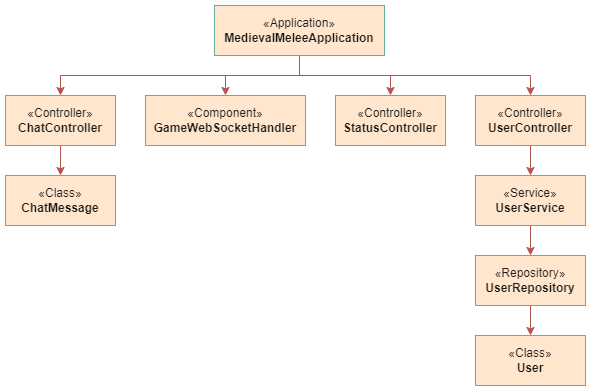 «Application»
MedievalMeleeApplication
«Controller»
ChatController
«Component»
GameWebSocketHandler
«Controller»
StatusController
«Controller»
UserController
«Class»
ChatMessage
«Service»
UserService
«Repository»
UserRepository
«Class»
User